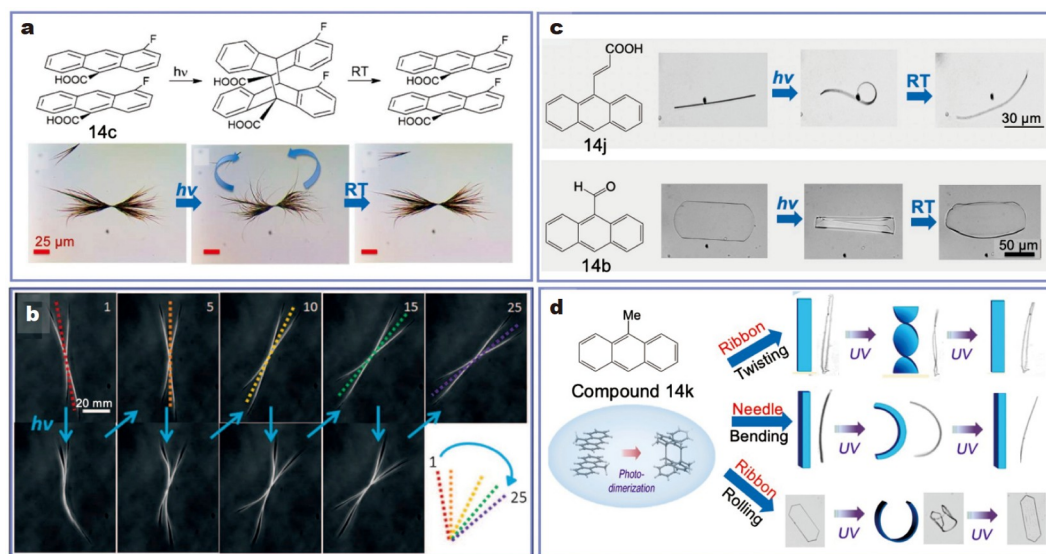 a
F
F
HOOC
HOOC
hν
HOOC
HOOC
F
F
RT
F
F
HOOC
HOOC
14c
hν
RT
25 μm
b
1
5
10
15
25
20 mm
hν
1
25
c
COOH
14j
hν
RT
30 μm
H
O
14b
hν
RT
50 μm
d
Me
Compound 14k
Photo-
dimerization
Ribbon
Twisting
UV
UV
Needle
Bending
UV
UV
Ribbon
Rolling
UV
UV